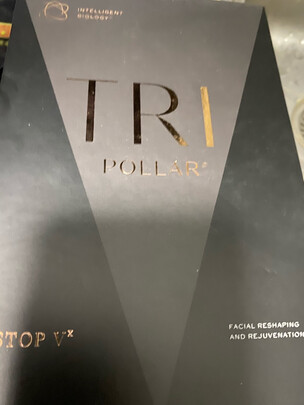 INTELLIGENT
BIOLOGY
TRI
POLLAR
STOP Vx
FACIAL RESHAPING
AND REJUVENATION